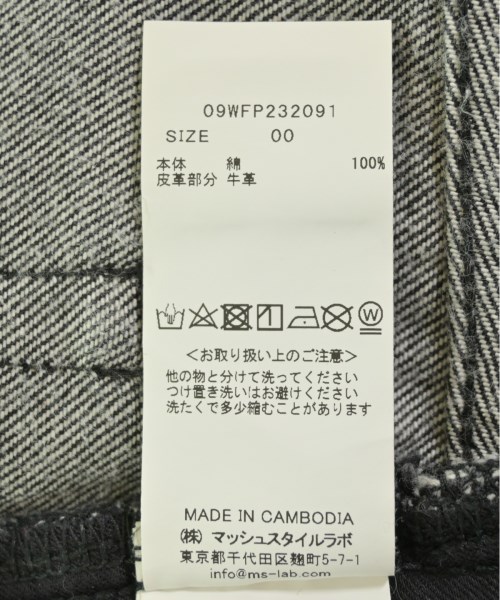 09WFP232091
SIZE 00
本体 綿 100%
皮革部分 牛革
W
<お取り扱い上のご注意>
他の物と分けて洗ってください
つけ置き洗いはお避けください
洗たくで多少縮むことがあります
MADE IN CAMBODIA
(株) マッシュスタイルラボ
東京都千代田区麹町5-7-1
info@ms-lab.com